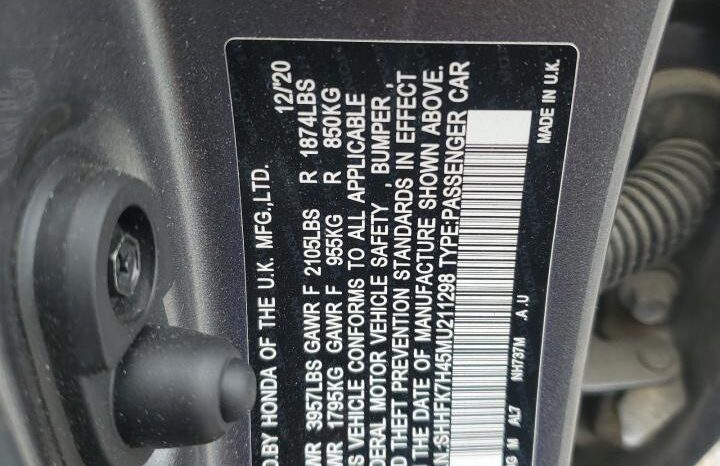 D.BY HONDA OF THE U.K. MFG.,LTD. 12/'20
WR 3957LBS GAWR F 2105LBS R 1874LBS
WR 1795KG GAWR F 955KG R 850KG
S VEHICLE CONFORMS TO ALL APPLICABLE
DERAL MOTOR VEHICLE SAFETY , BUMPER ,
D THEFT PREVENTION STANDARDS IN EFFECT
THE DATE OF MANUFACTURE SHOWN ABOVE.
N.SHHFK7H45MU211298 TYPE:PASSENGER CAR
G M AL7 NH737M .A .U MADE IN U.K.